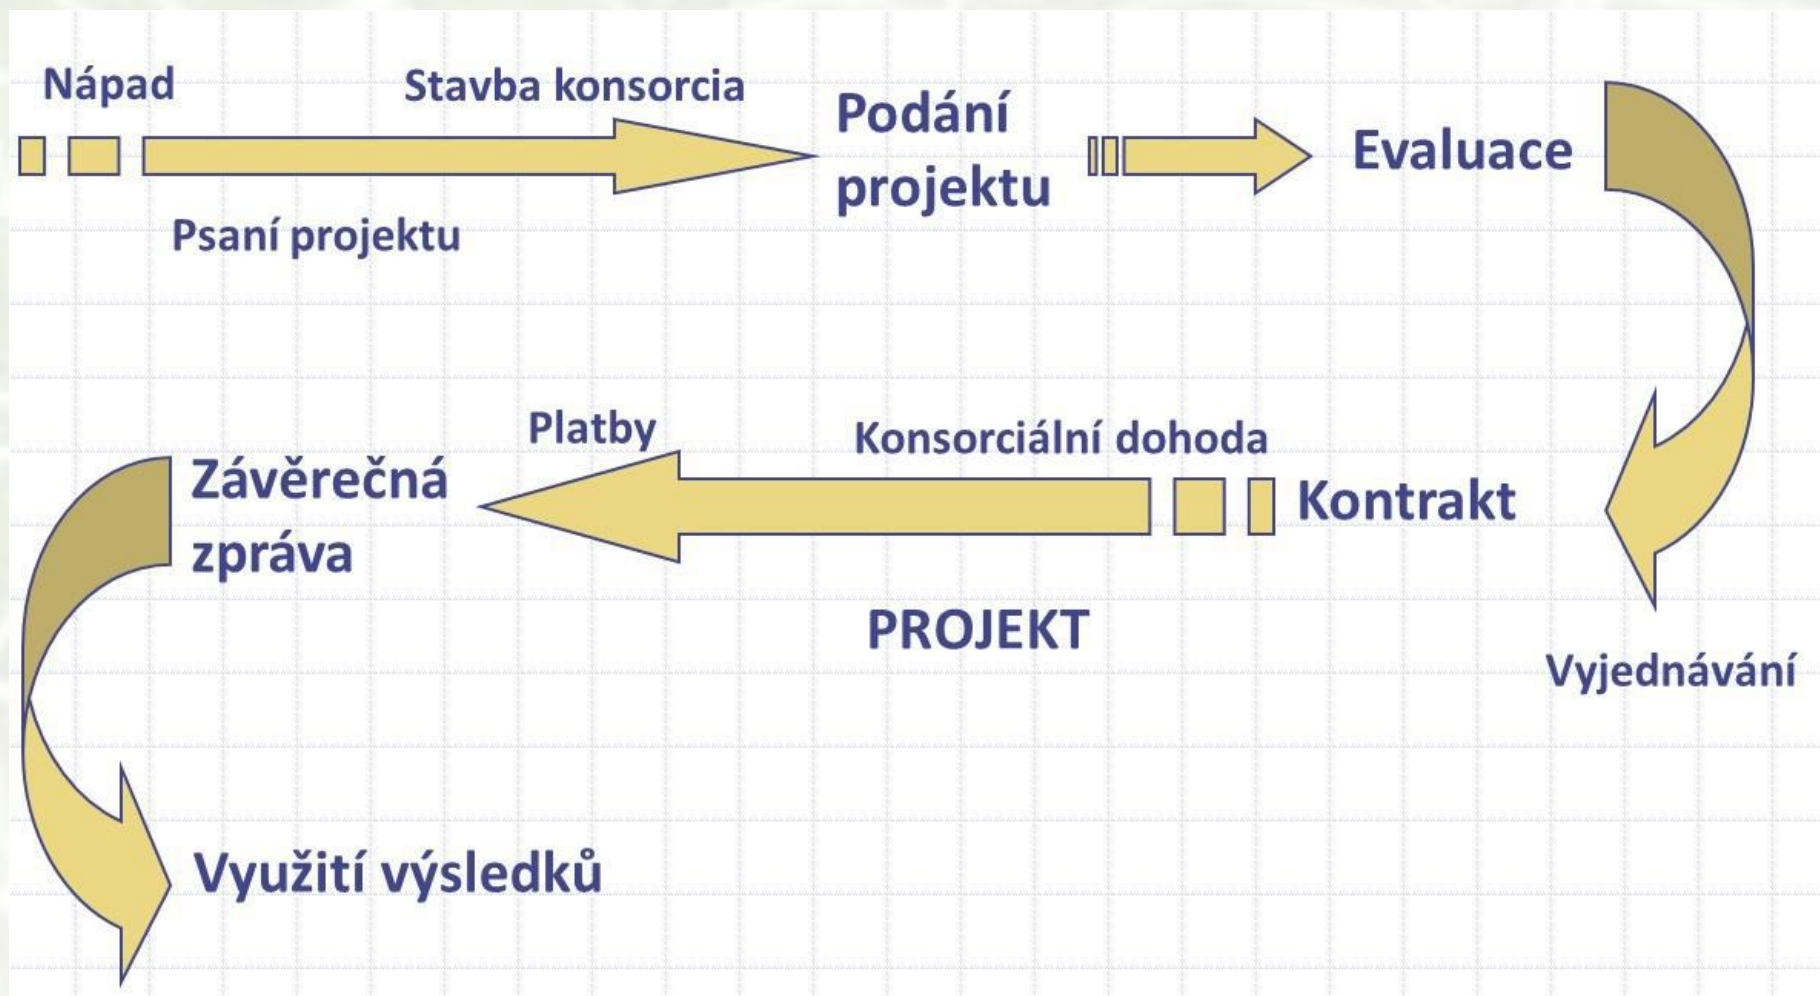 Nápad
Stavba konsorcia
Psaní projektu
Podání
projektu
Evaluace
Vyjednávání
Kontrakt
Konsorciální dohoda
Platby
PROJEKT
Závěrečná
zpráva
Využití výsledků